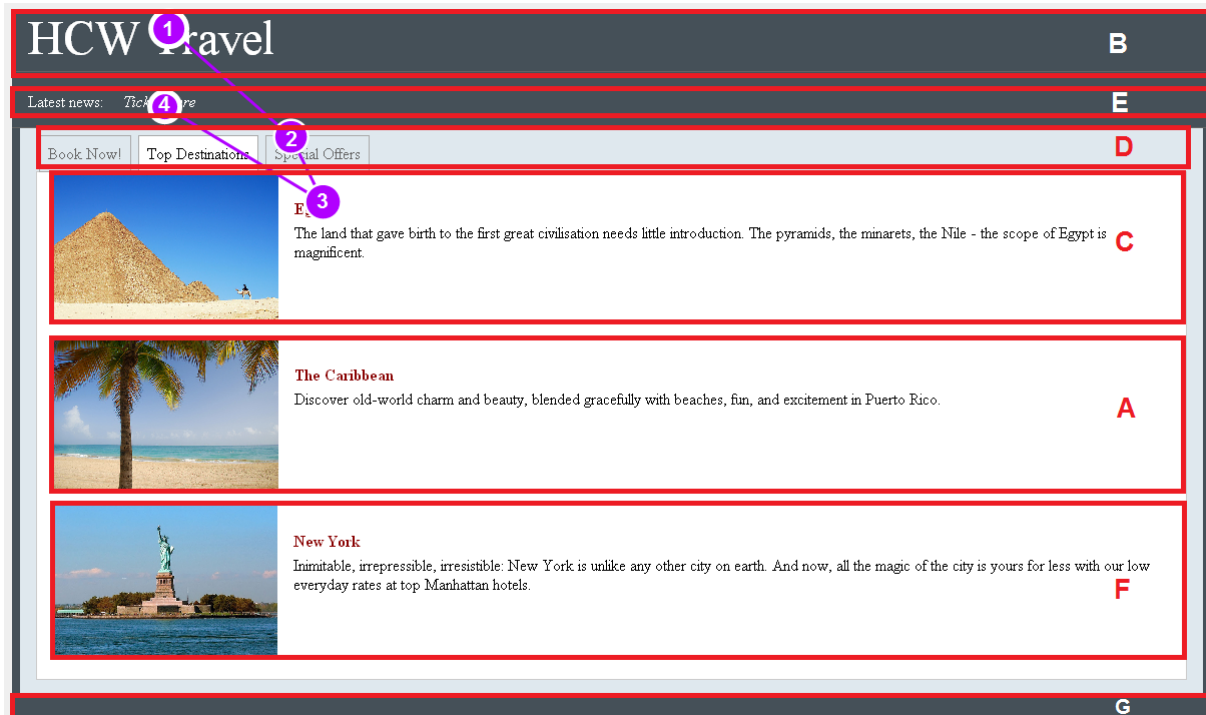 HCW Travel
1
B
Latest news:
4
E
2
D
Book Now! Top Destinations Special Offers
3
The land that gave birth to the first great civilisation needs little introduction. The pyramids, the minarets, the Nile - the scope of Egypt is
magnificent.
C
The Caribbean
Discover old-world charm and beauty, blended gracefully with beaches, fun, and excitement in Puerto Rico.
A
New York
Inimitable, irrepressible, irresistible: New York is unlike any other city on earth. And now, all the magic of the city is yours for less with our low
everyday rates at top Manhattan hotels.
F
G